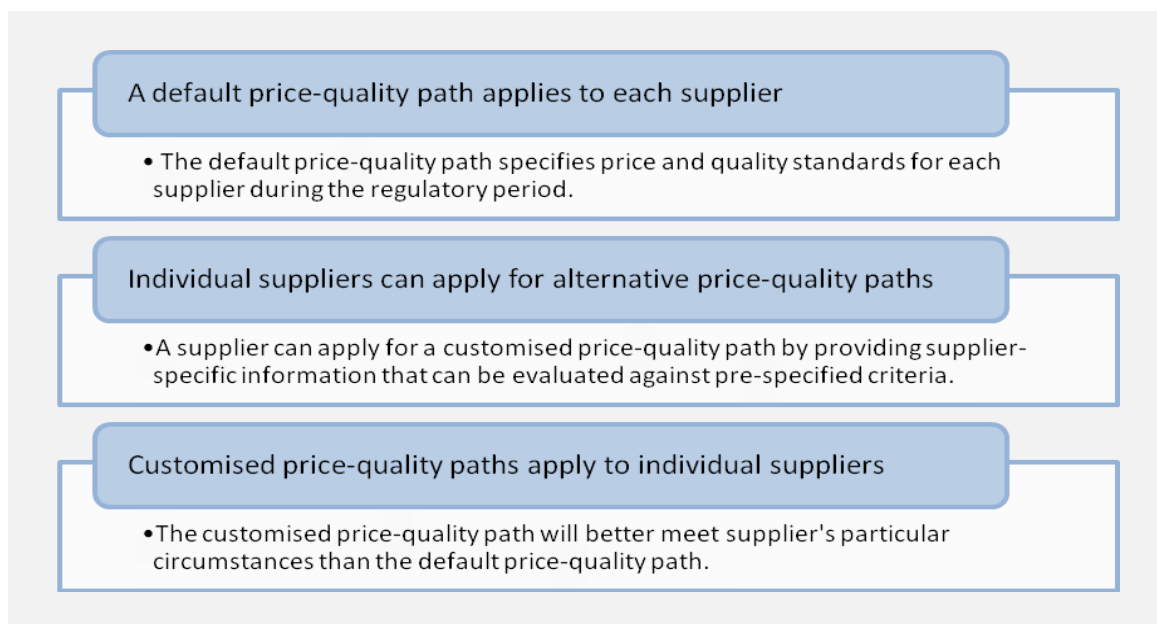 A default price-quality path applies to each supplier
• The default price-quality path specifies price and quality standards for each
supplier during the regulatory period.
Individual suppliers can apply for alternative price-quality paths
•A supplier can apply for a customised price-quality path by providing supplier-
specific information that can be evaluated against pre-specified criteria.
Customised price-quality paths apply to individual suppliers
•The customised price-quality path will better meet supplier's particular
circumstances than the default price-quality path.